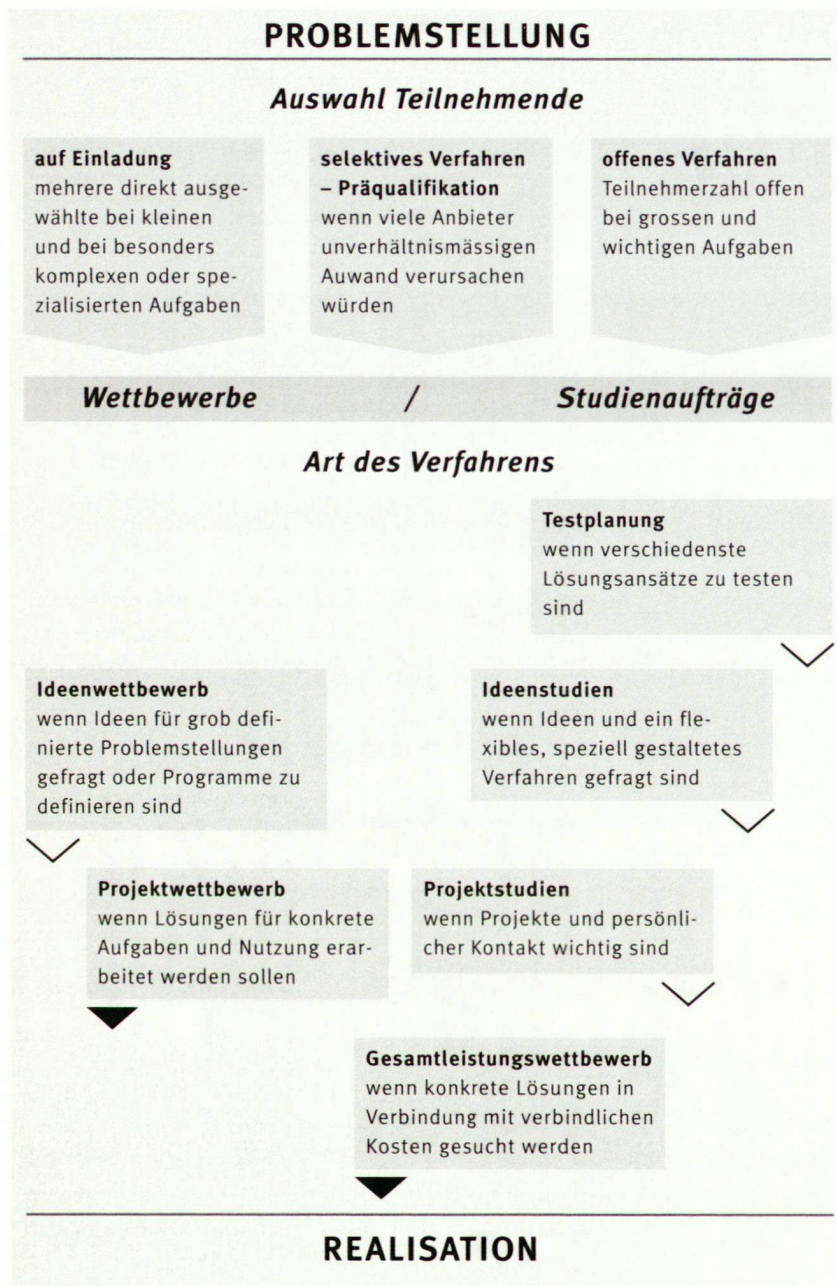 PROBLEMSTELLUNG
Auswahl Teilnehmende
auf Einladung
mehrere direkt ausge-
wählte bei kleinen
und bei besonders
komplexen oder spe-
zialisierten Aufgaben
selektives Verfahren
– Präqualifikation
wenn viele Anbieter
unverhältnismässigen
Auwand verursachen
würden
offenes Verfahren
Teilnehmerzahl offen
bei grossen und
wichtigen Aufgaben
Wettbewerbe / Studienaufträge
Art des Verfahrens
Testplanung
wenn verschiedenste
Lösungsansätze zu testen
sind
Ideenwettbewerb
wenn Ideen für grob defi-
nierte Problemstellungen
gefragt oder Programme zu
definieren sind
Ideenstudien
wenn Ideen und ein fle-
xibles, speziell gestaltetes
Verfahren gefragt sind
Projektwettbewerb
wenn Lösungen für konkrete
Aufgaben und Nutzung erar-
beitet werden sollen
Projektstudien
wenn Projekte und persönli-
cher Kontakt wichtig sind
Gesamtleistungswettbewerb
wenn konkrete Lösungen in
Verbindung mit verbindlichen
Kosten gesucht werden
REALISATION